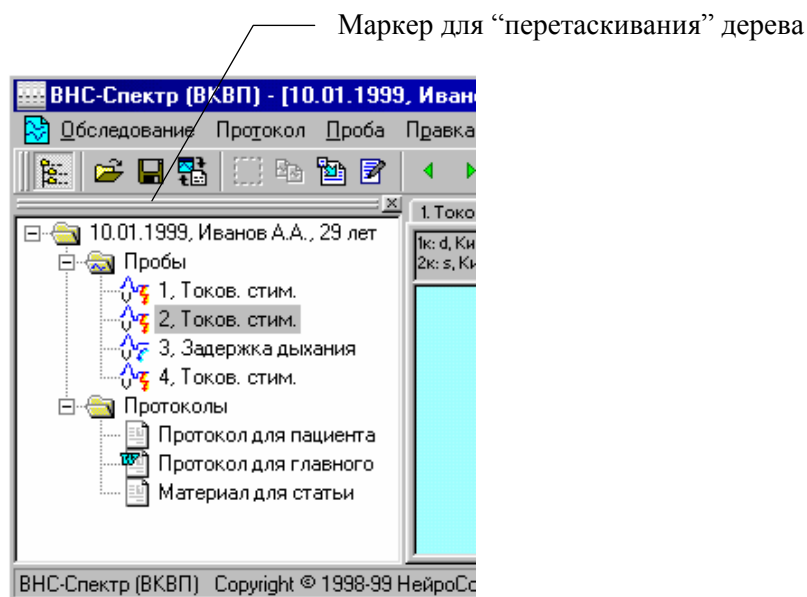 Маркер для “перетаскивания” дерева
ВНС-Спектр (ВКВП) - [10.01.1999, Иван
Обследование Протокол Проба Правка
1. Токо
10.01.1999, Иванов А.А., 29 лет
1к: d, Ки
2к: s, Ки
Пробы
1, Токов. стим.
2, Токов. стим.
3, Задержка дыхания
4, Токов. стим.
Протоколы
Протокол для пациента
Протокол для главного
Материал для статьи
ВНС-Спектр (ВКВП) Copyright © 1998-99 НейроСо